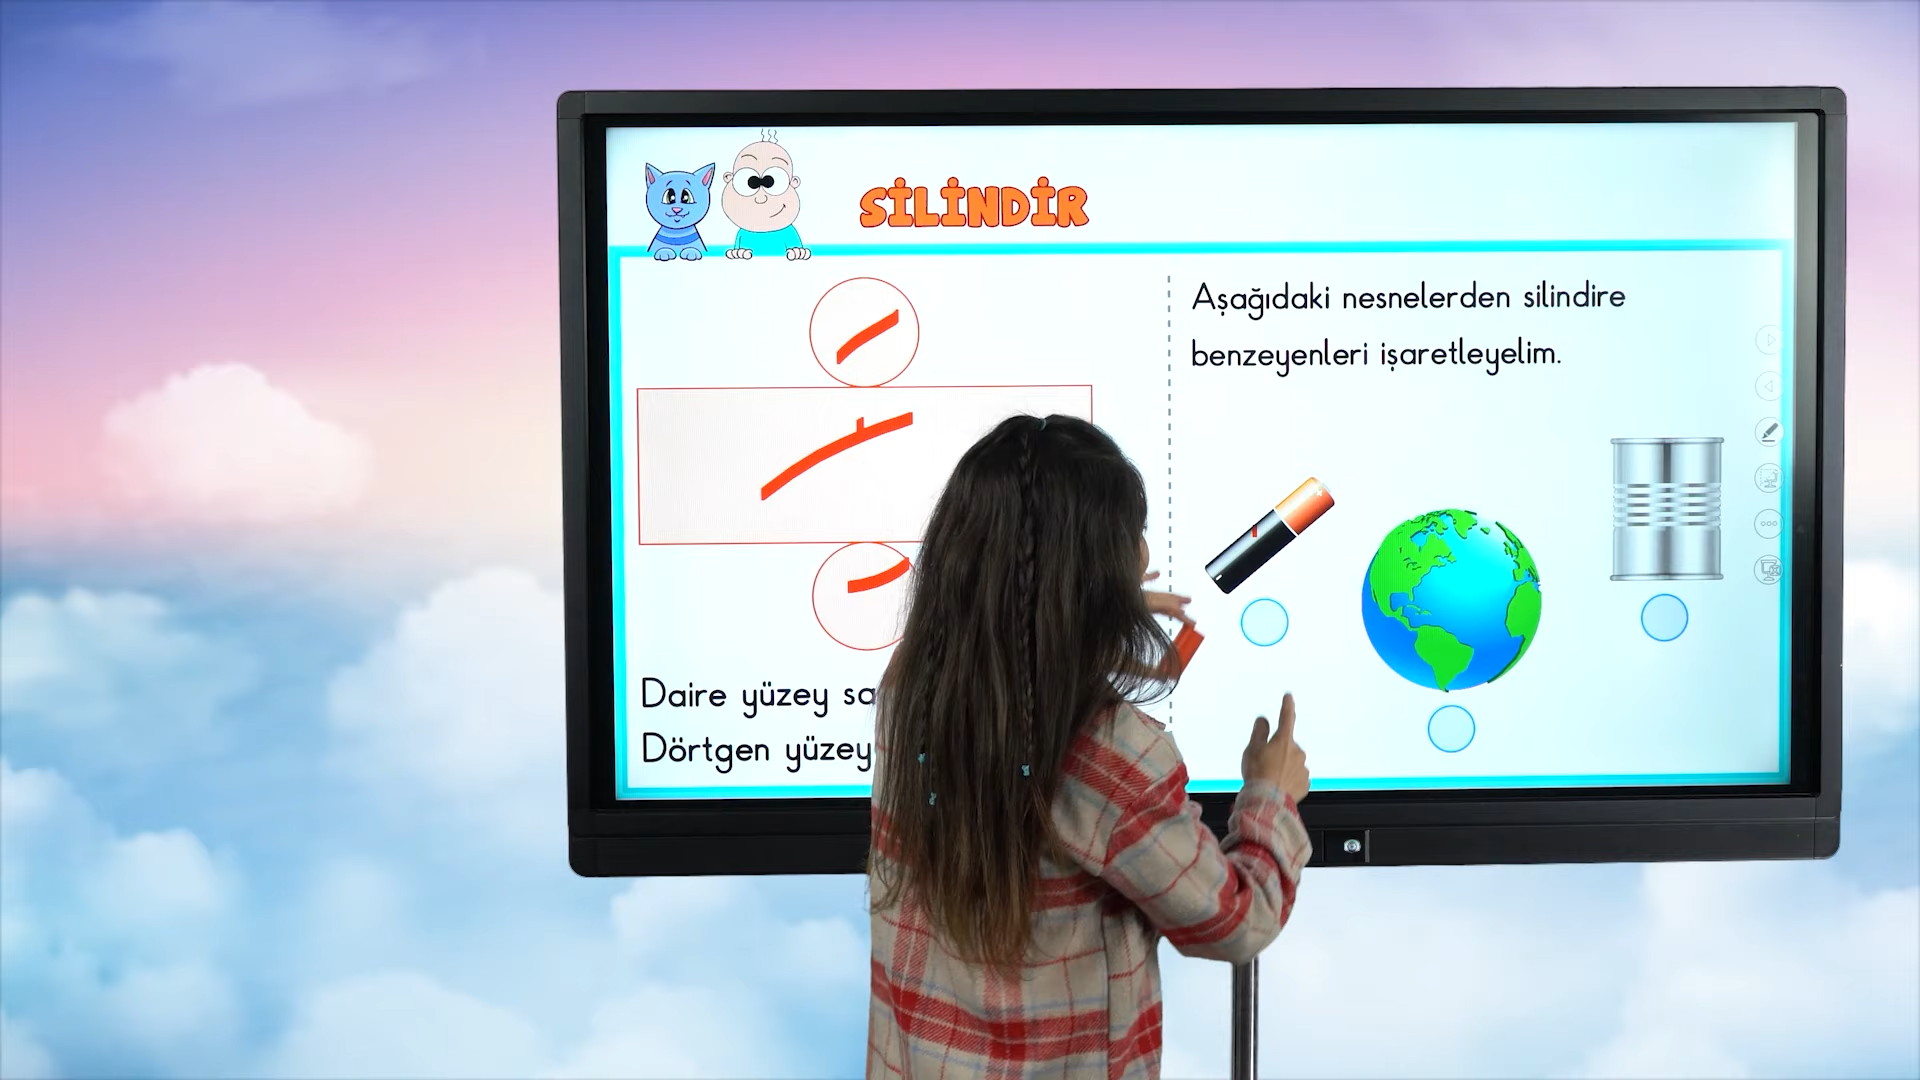 SİLİNDİR
Daire yüzey
Dörtgen yüzey
Aşağıdaki nesnelerden silindire
benzeyenleri işaretleyelim.